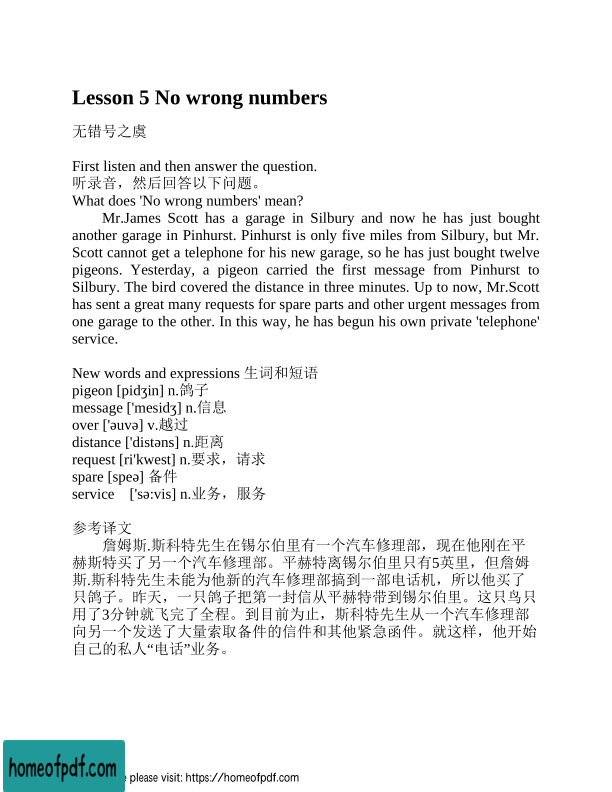 Lesson 5 No wrong numbers
无错号之虞
First listen and then answer the question.
听录音，然后回答以下问题。
What does 'No wrong numbers' mean?
Mr.James Scott has a garage in Silbury and now he has just bought
another garage in Pinhurst. Pinhurst is only five miles from Silbury, but Mr.
Scott cannot get a telephone for his new garage, so he has just bought twelve
pigeons. Yesterday, a pigeon carried the first message from Pinhurst to
Silbury. The bird covered the distance in three minutes. Up to now, Mr.Scott
has sent a great many requests for spare parts and other urgent messages from
one garage to the other. In this way, he has begun his own private 'telephone'
service.
New words and expressions 生词和短语
pigeon [pidʒin] n.鸽子
message ['mesidʒ] n.信息
over ['əuvə] v.越过
distance ['distəns] n.距离
request [ri'kwest] n.要求，请求
spare [speə] 备件
service ['sə:vis] n.业务，服务
参考译文
詹姆斯.斯科特先生在锡尔伯里有一个汽车修理部，现在他刚在平
赫斯特买了另一个汽车修理部。平赫特离锡尔伯里只有5英里，但詹姆
斯.斯科特先生未能为他新的汽车修理部搞到一部电话机，所以他买了
只鸽子。昨天，一只鸽子把第一封信从平赫特带到锡尔伯里。这只鸟只
用了3分钟就飞完了全程。到目前为止，斯科特先生从一个汽车修理部
向另一个发送了大量索取备件的信件和其他紧急函件。就这样，他开始
自己的私人“电话”业务。
homeofpdf.com
please visit: https://homeofpdf.com